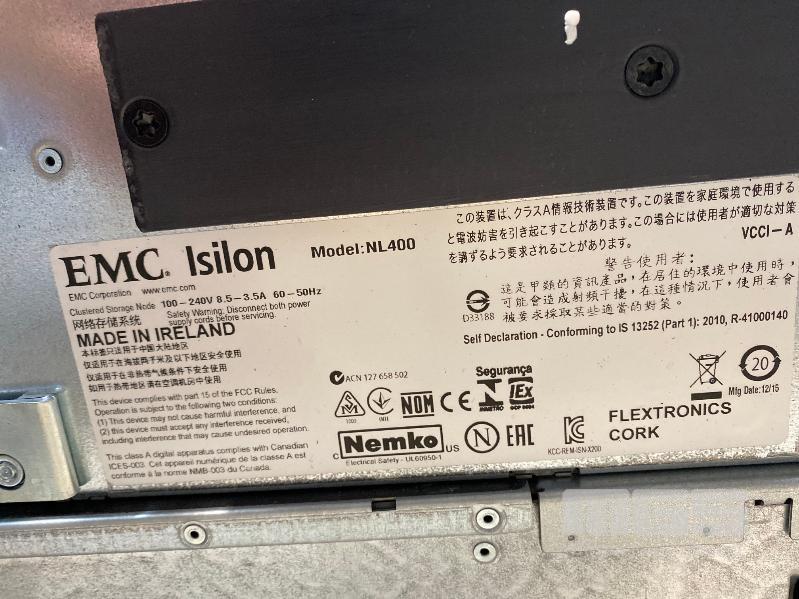 この装置は、クラスA情報技術装置です。この装置を家庭環境で使用する
と電波妨害を引き起こすことがあります。この場合には使用者が適切な対策
を講ずるよう要求されることがあります。
VCCI-A
EMC Isilon Model:NL400
EMC Corporation www.emc.com
Clustered Storage Node 100-240V 8.5-3.5A 60-50Hz
网络存储系统 Safety Warning: Disconnect both power
supply cords before servicing.
MADE IN IRELAND
本标签只适用于中国大陆地区
仅适用于在海拔两千米及以下地区安全使用
仅适用于在非热带气候条件下安全使用
如用于热带地区请在空调机房中使用
This device complies with part 15 of the FCC Rules.
Operation is subject to the following two conditions:
(1) This device may not cause harmful interference, and
(2) this device must accept any interference received,
including interference that may cause undesired operation.
This class A digital apparatus complies with Canadian
ICES-003. Cet appareil numérique de la classe A est
conforme à la norme NMB-003 du Canada.
警告使用者:
這是甲類的資訊產品,在居住的環境中使用時,
可能會造成射頻干擾,在這種情況下,使用者會
被要求採取某些適當的對策。
D33188
Self Declaration - Conforming to IS 13252 (Part 1): 2010, R-41000140
ACN 127 658 502
Segurança
NOM CE INMETRO IEx OCP 0004
c Nemko US
Electrical Safety - UL60950-1
N EAC
KCC-REM-ISN-X200
FLEXTRONICS
CORK
20
Mfg Date:12/15